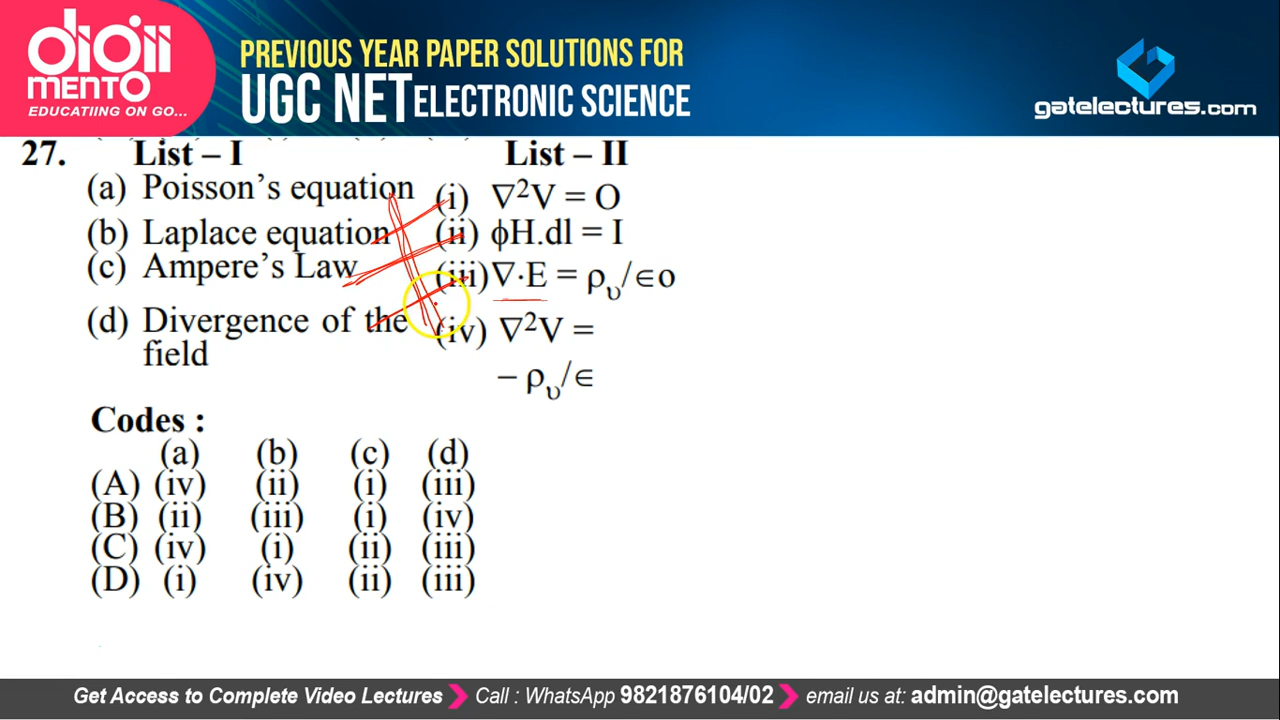 dioii
MENTO
EDUCATIING ON GO...
PREVIOUS YEAR PAPER SOLUTIONS FOR
UGC NET ELECTRONIC SCIENCE
gatelectures.com
27. List – I List – II
(a) Poisson's equation (i) ∇²V = O
(b) Laplace equation (ii) ϕH.dl = I
(c) Ampere's Law (iii) ∇·E = ρᵥ/∈o
(d) Divergence of the (iv) ∇²V =
field
– ρᵥ/∈
Codes :
(a) (b) (c) (d)
(A) (iv) (ii) (i) (iii)
(B) (ii) (iii) (i) (iv)
(C) (iv) (i) (ii) (iii)
(D) (i) (iv) (ii) (iii)
Get Access to Complete Video Lectures Call : WhatsApp 9821876104/02 email us at: admin@gatelectures.com